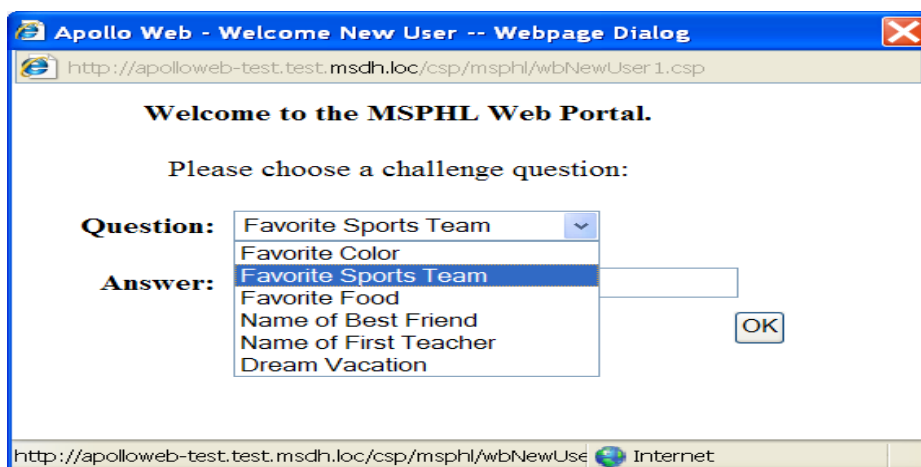 Apollo Web - Welcome New User -- Webpage Dialog
http://apolloweb-test.test.msdh.loc/csp/msphl/wbNewUser1.csp
Welcome to the MSPHL Web Portal.
Please choose a challenge question:
Question: Favorite Sports Team
Favorite Color
Answer: Favorite Sports Team
Favorite Food
Name of Best Friend
OK
Name of First Teacher
Dream Vacation
http://apolloweb-test.test.msdh.loc/csp/msphl/wbNewUse Internet